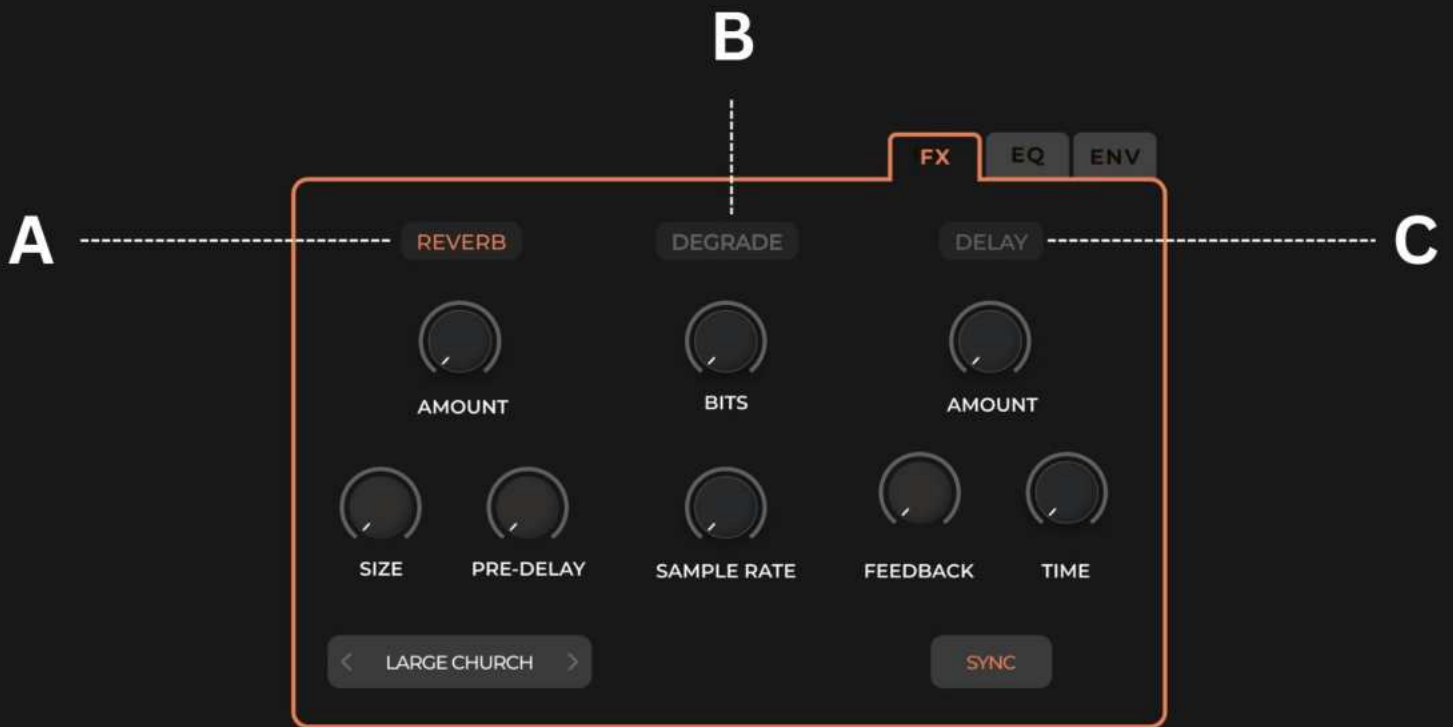 B
FX EQ ENV
A REVERB DEGRADE DELAY C
AMOUNT BITS AMOUNT
SIZE PRE-DELAY SAMPLE RATE FEEDBACK TIME
< LARGE CHURCH > SYNC